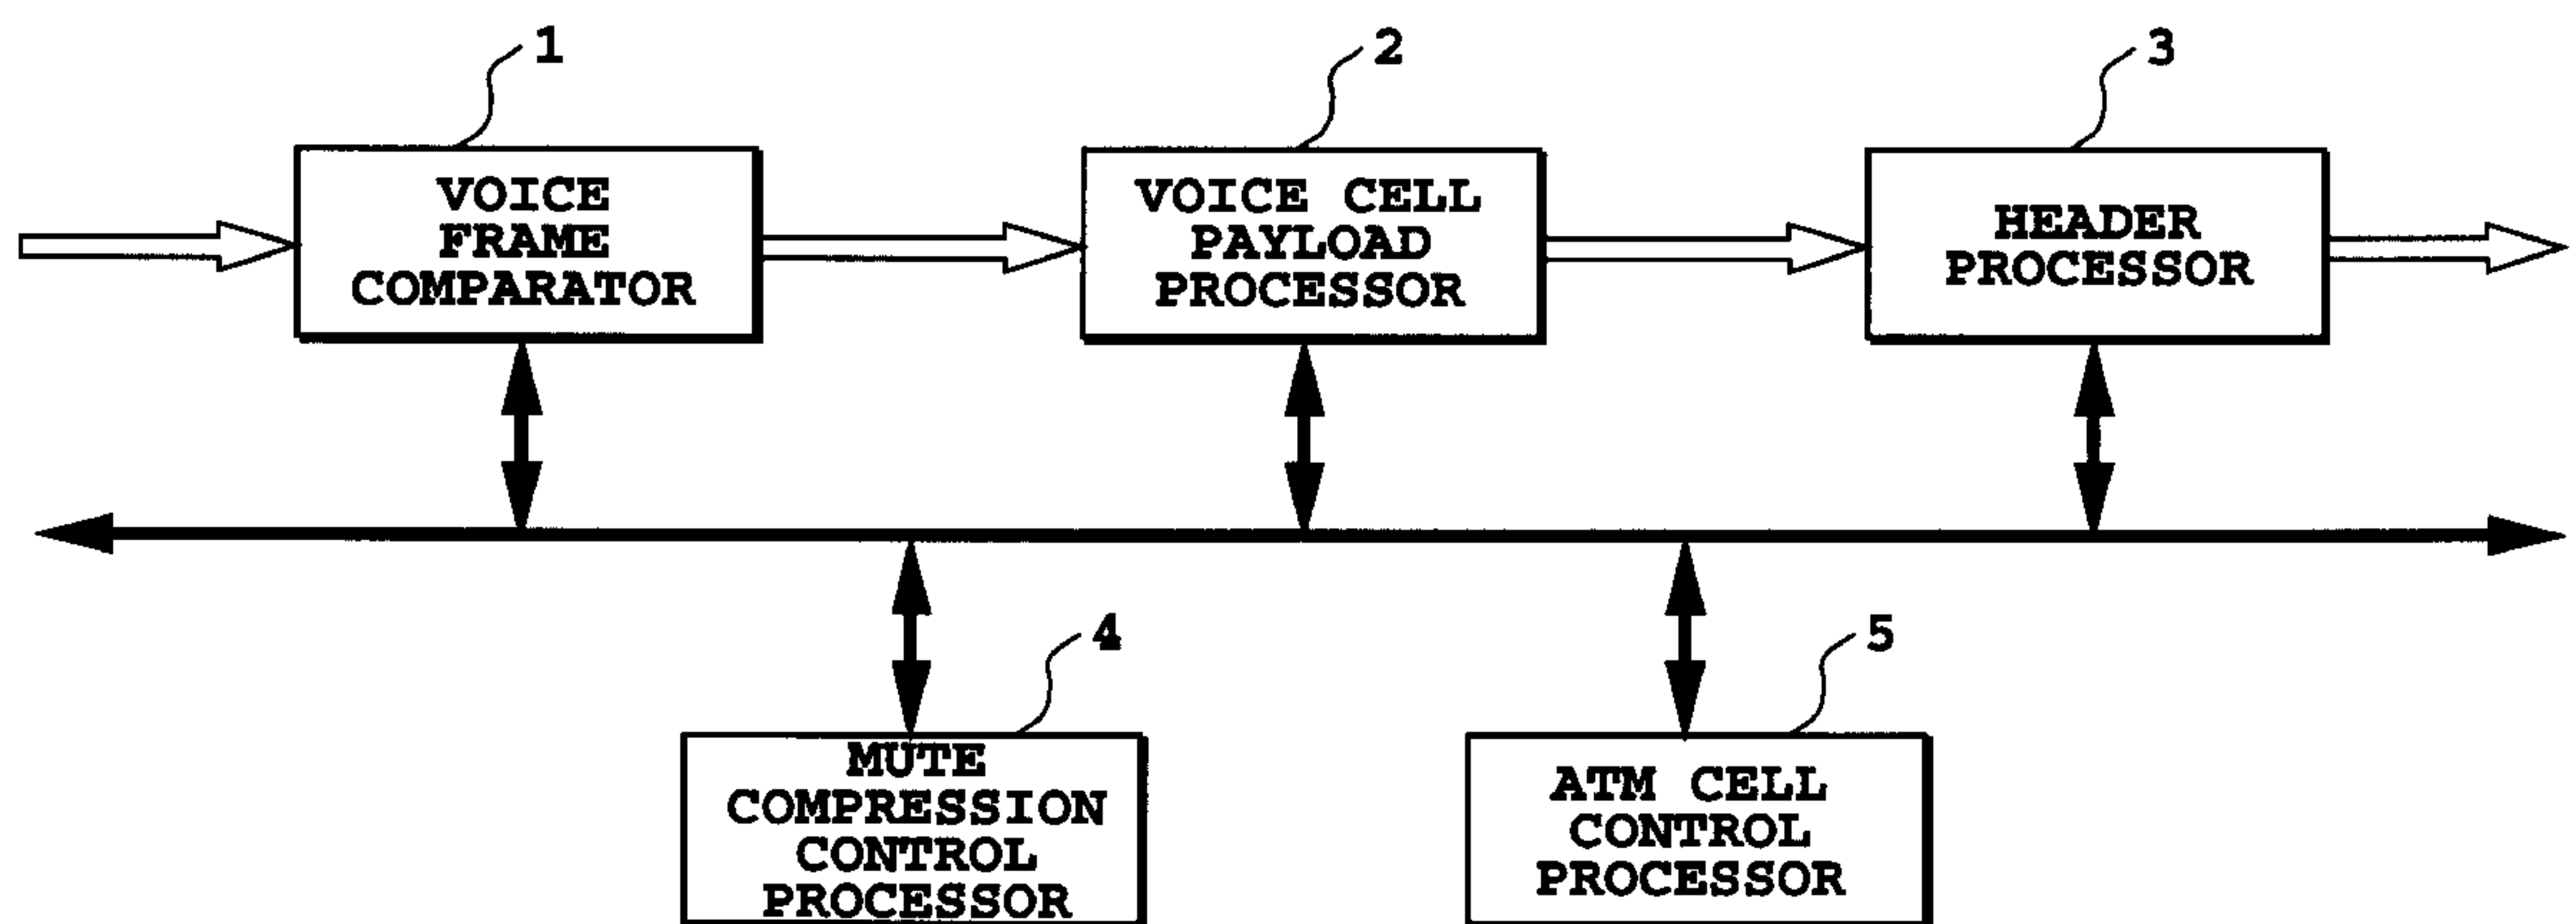 1
2
3
VOICE
FRAME
COMPARATOR
VOICE CELL
PAYLOAD
PROCESSOR
HEADER
PROCESSOR
4
5
MUTE
COMPRESSION
CONTROL
PROCESSOR
ATM CELL
CONTROL
PROCESSOR